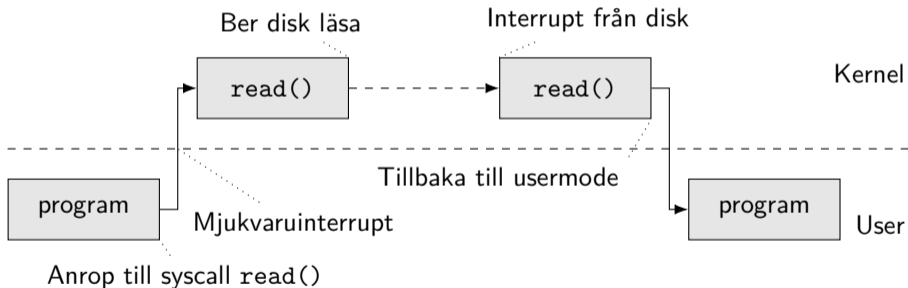 Ber disk läsa
Interrupt från disk
read()
read()
Kernel
Tillbaka till usermode
program
Mjukvaruinterrupt
program
User
Anrop till syscall read()